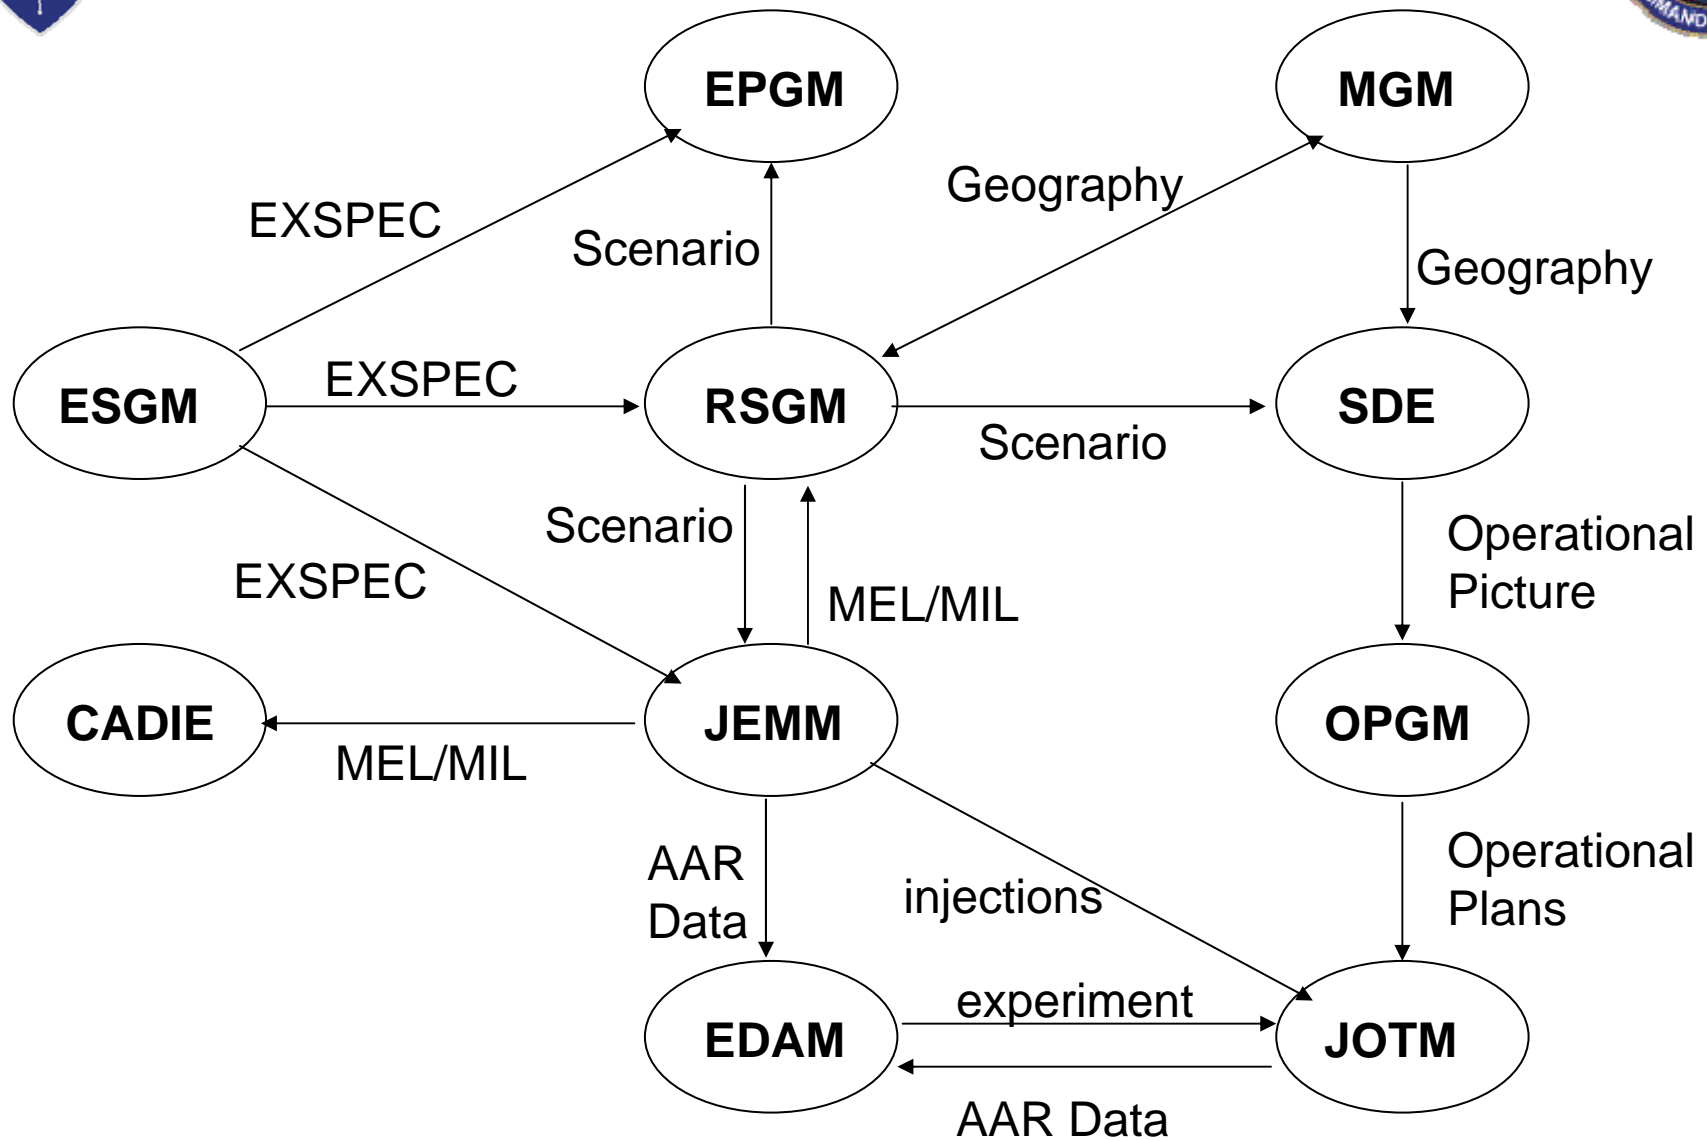 MAND
EPGM
MGM
Geography
EXSPEC
Scenario
Geography
ESGM
EXSPEC
RSGM
SDE
Scenario
Scenario
Operational
Picture
EXSPEC
MEL/MIL
CADIE
JEMM
OPGM
MEL/MIL
AAR
Data
injections
Operational
Plans
experiment
EDAM
JOTM
AAR Data